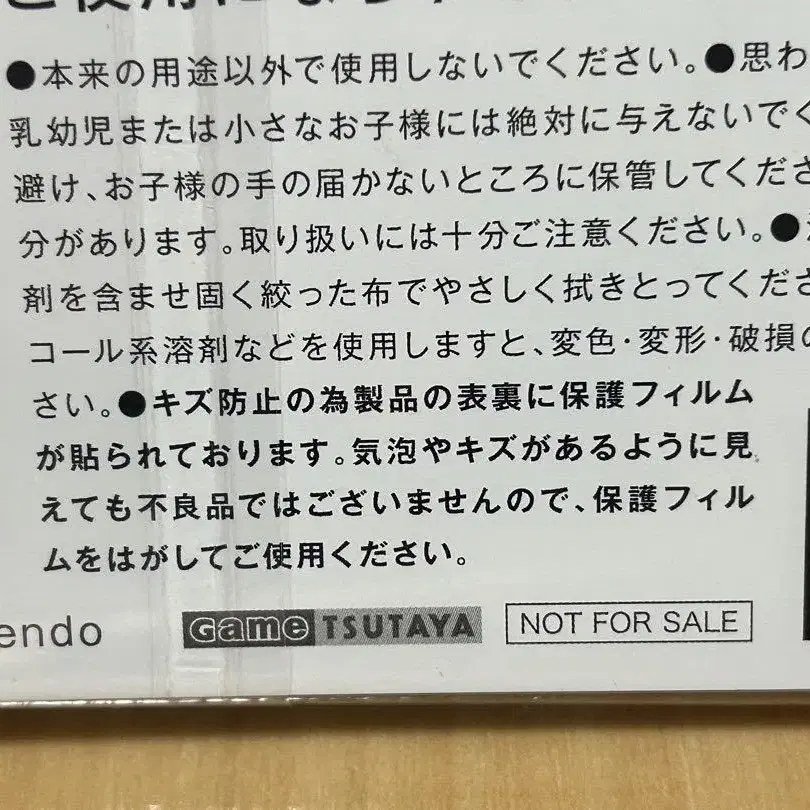 ご使用になら
●本来の用途以外で使用しないでください。●思わ
乳幼児または小さなお子様には絶対に与えないでく
避け、お子様の手の届かないところに保管してくださ
分があります。取り扱いには十分ご注意ください。●
剤を含ませ固く絞った布でやさしく拭きとってくださ
コール系溶剤などを使用しますと、変色・変形・破損の
さい。●キズ防止の為製品の表裏に保護フィルム
が貼られております。気泡やキズがあるように見
えても不良品ではございませんので、保護フィル
ムをはがしてご使用ください。
endo Game TSUTAYA NOT FOR SALE